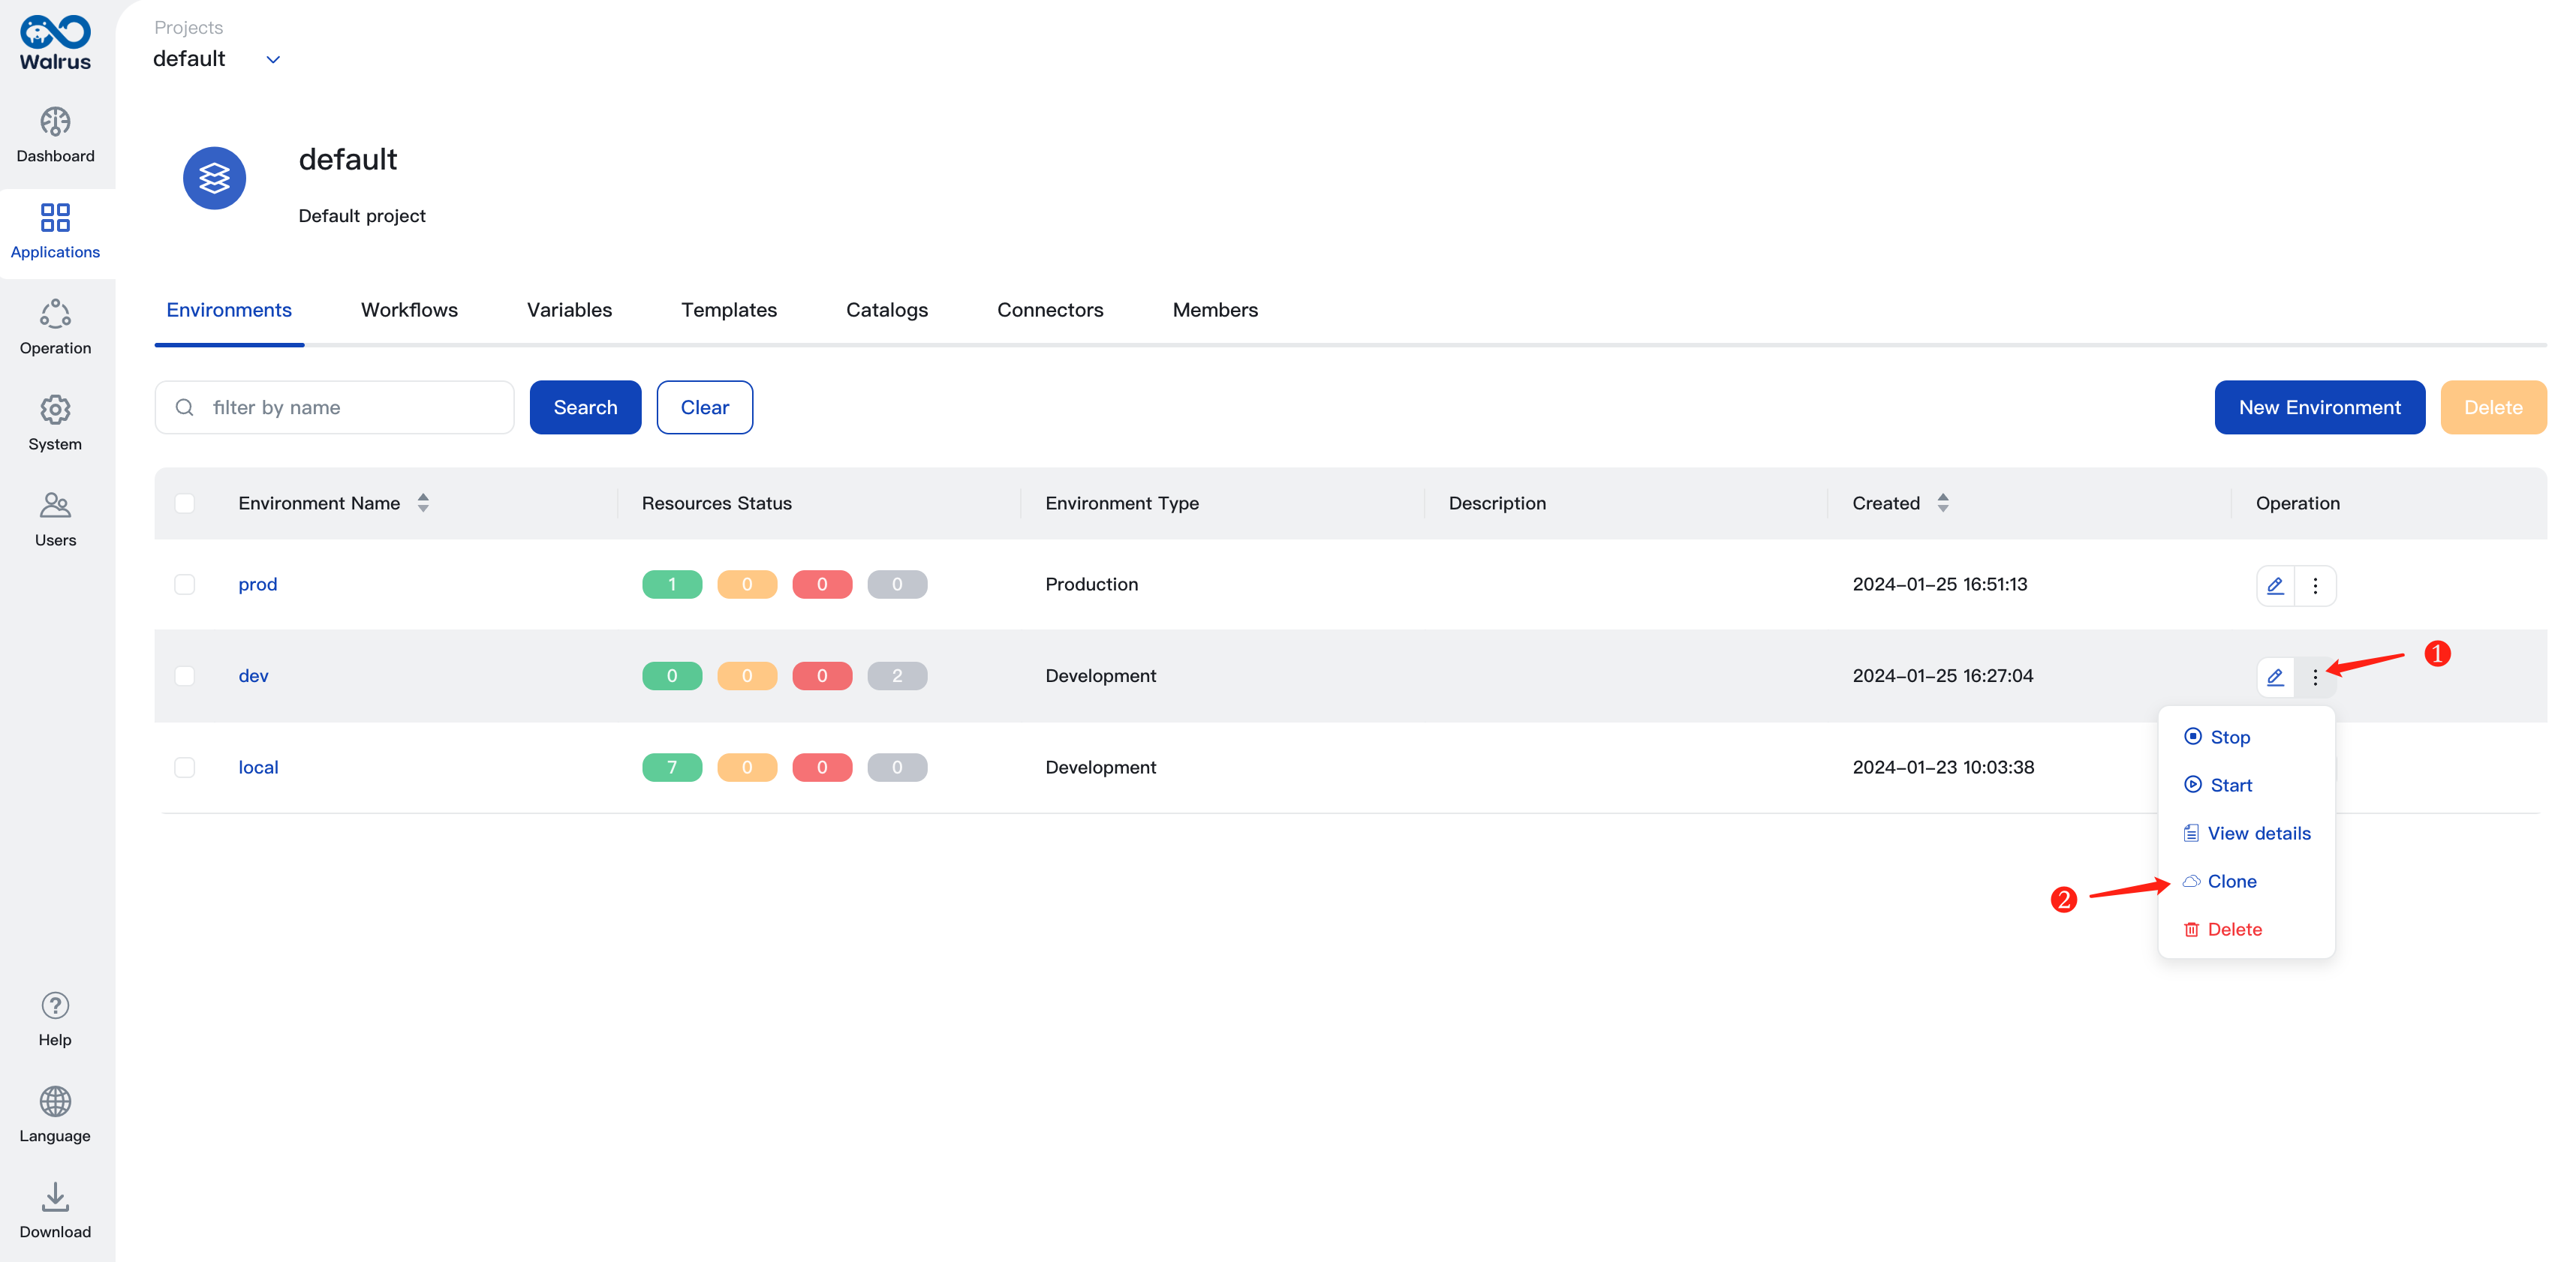 Walrus
Projects
default
Dashboard
Applications
Operation
System
Users
Help
Language
Download
default
Default project
Environments Workflows Variables Templates Catalogs Connectors Members
filter by name Search Clear New Environment Delete
Environment Name Resources Status Environment Type Description Created Operation
prod 1 0 0 0 Production 2024-01-25 16:51:13
dev 0 0 0 2 Development 2024-01-25 16:27:04 1
local 7 0 0 0 Development 2024-01-23 10:03:38
Stop
Start
View details
2 Clone
Delete